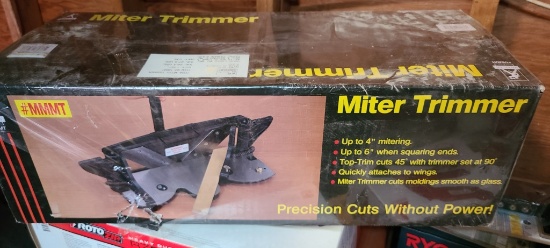 Miter Trimmer
Miter Trimmer
#MMMT
Miter Trimmer
• Up to 4" mitering.
• Up to 6" when squaring ends.
• Top-Trim cuts 45° with trimmer set at 90°
• Quickly attaches to wings.
• Miter Trimmer cuts moldings smooth as glass.
Precision Cuts Without Power!
ROTO
RYO